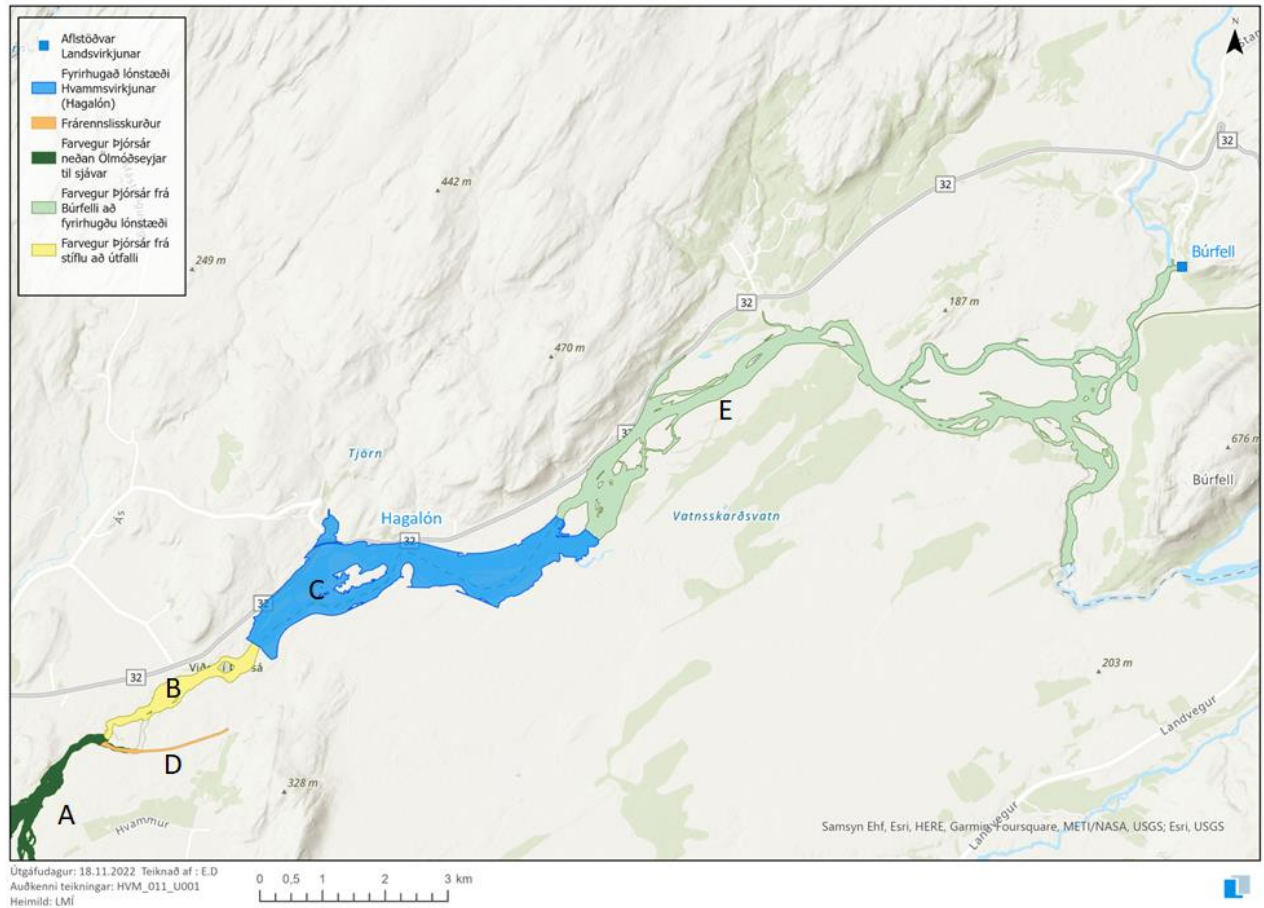 Aflstöðvar
Landsvirkjunar
Fyrirhugað lónstæði
Hvammsvirkjunar
(Hagalón)
Frárennslisskurður
Farvegur Þjórsár
neðan Ölmóðseyjar
til sjávar
Farvegur Þjórsár frá
Búrfelli að
fyrirhugðu lónstæði
Farvegur Þjórsár frá
stíflu að útfalli
N
32
32
442 m
249 m
Búrfell
32
187 m
470 m
E
32
676 m
Tjörn
Búrfell
Ás
Hagalón
Vatnsskarðsvatn
32
C
32
203 m
B
32
Landvegur
D
328 m
A
Hvammur
Landvegur
Samsyn Ehf, Esri, HERE, Garmin, Foursquare, METI/NASA, USGS; Esri, USGS
Útgáfudagur: 18.11.2022 Teiknað af : E.D
Auðkenni teikningar: HVM_011_U001
Heimild: LMÍ
0 0,5 1 2 3 km